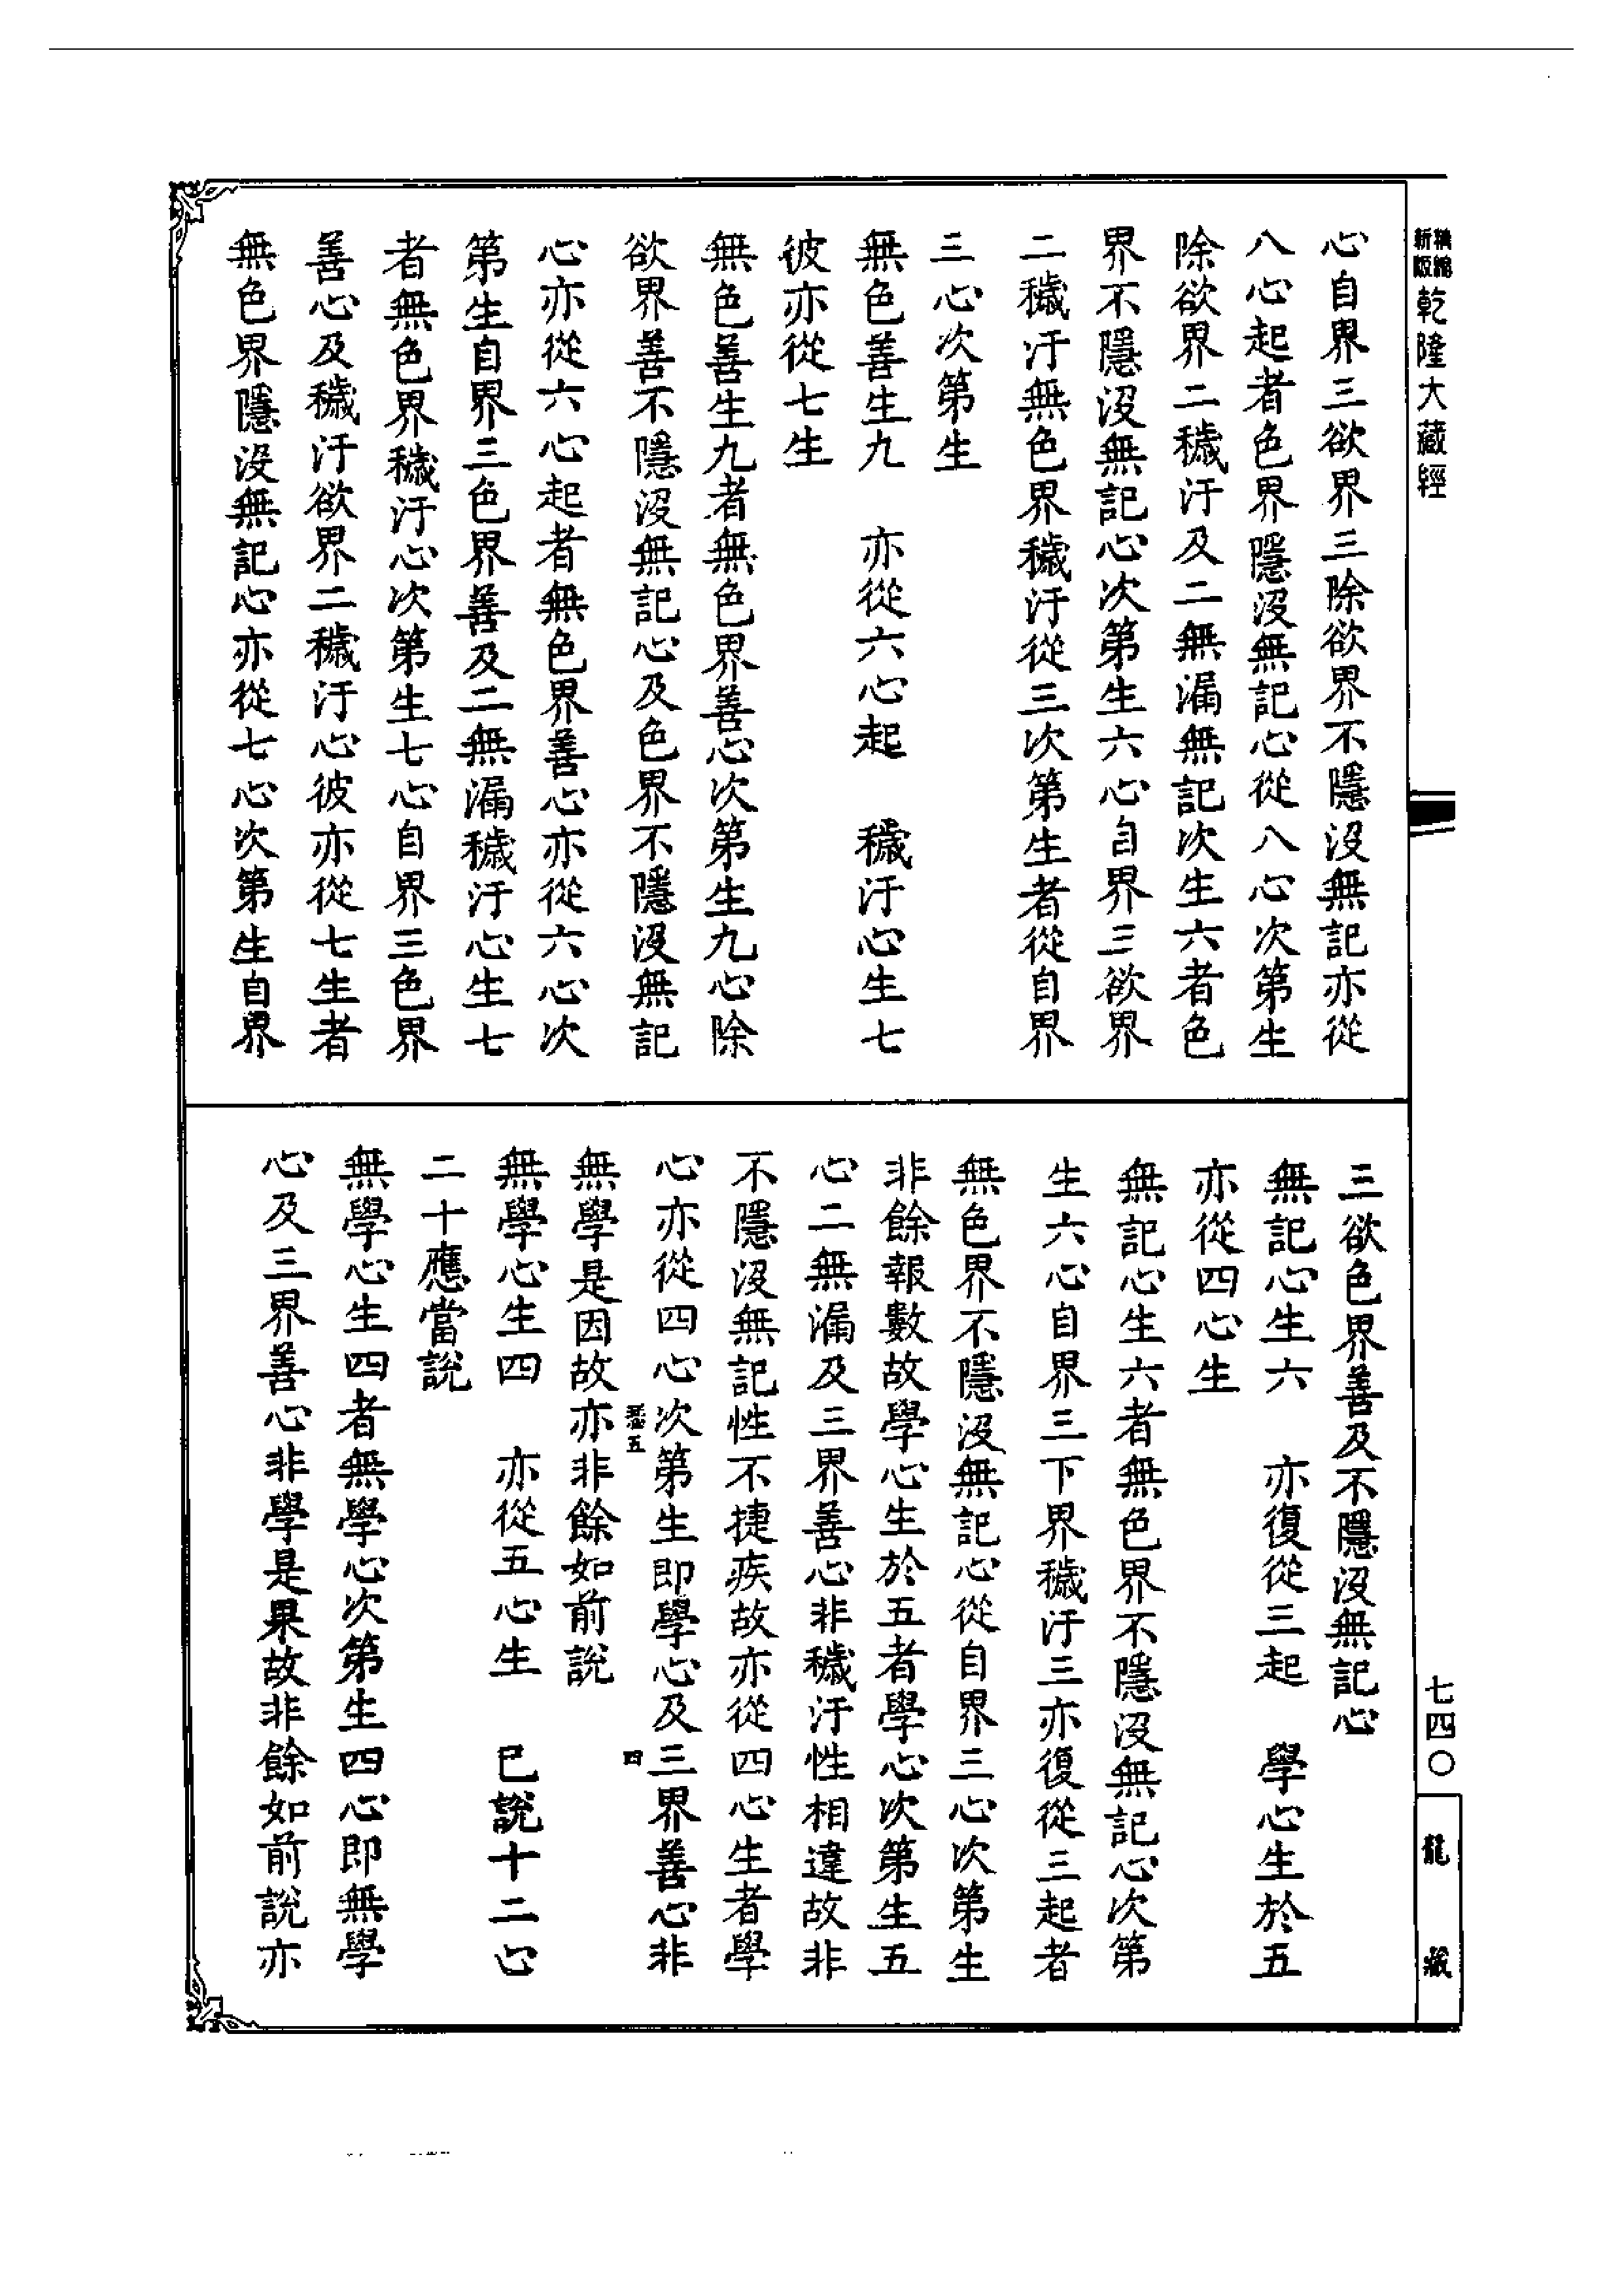 精縮新版乾隆大藏經
心自界三欲界三除欲界不隱沒無記亦從
八心起者色界隱沒無記心從八心次第生
除欲界二穢汙及二無漏無記次生六者色
界不隱沒無記心次第生六心自界三欲界
二穢汙無色界穢汙從三次第生者從自界
三心次第生
無色善生九　亦從六心起　穢汙心生七
彼亦從七生
無色善生九者無色界善心次第生九心除
欲界善不隱沒無記心及色界不隱沒無記
心亦從六心起者無色界善心亦從六心次
第生自界三色界善及二無漏穢汙心生七
者無色界穢汙心次第生七心自界三色界
善心及穢汙欲界二穢汙心彼亦從七生者
無色界隱沒無記心亦從七心次第生自界
三欲色界善及不隱沒無記心
無記心生六　亦復從三起　學心生於五
亦從四心生
無記心生六者無色界不隱沒無記心次第
生六心自界三下界穢汙三亦復從三起者
無色界不隱沒無記心從自界三心次第生
非餘報數故學心生於五者學心次第生五
心二無漏及三界善心非穢汙性相違故非
不隱沒無記性不捷疾故亦從四心生者學
心亦從四心次第生即學心及三界善心非
五　四
無學是因故亦非餘如前說
無學心生四　亦從五心生　已說十二心
二十應當說
無學心生四者無學心次第生四心即無學
心及三界善心非學是果故非餘如前說亦
七四〇
龍藏